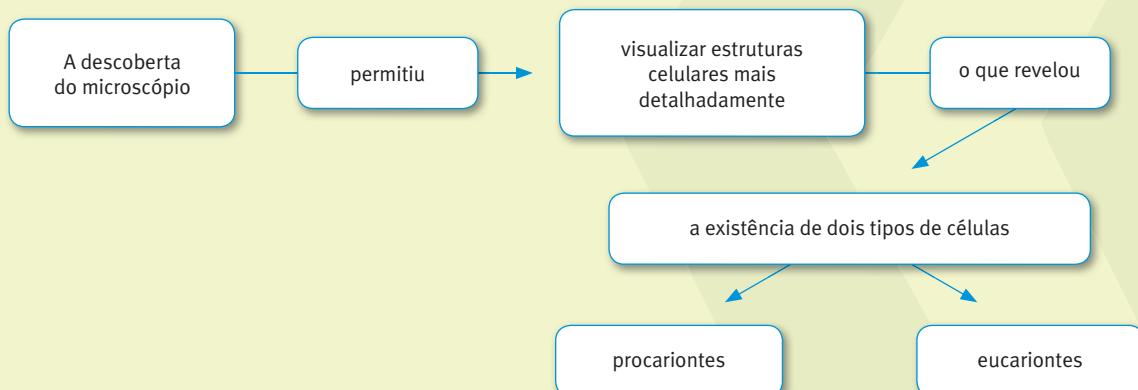 A descoberta
do microscópio
permitiu
visualizar estruturas
celulares mais
detalhadamente
o que revelou
a existência de dois tipos de células
procariontes
eucariontes